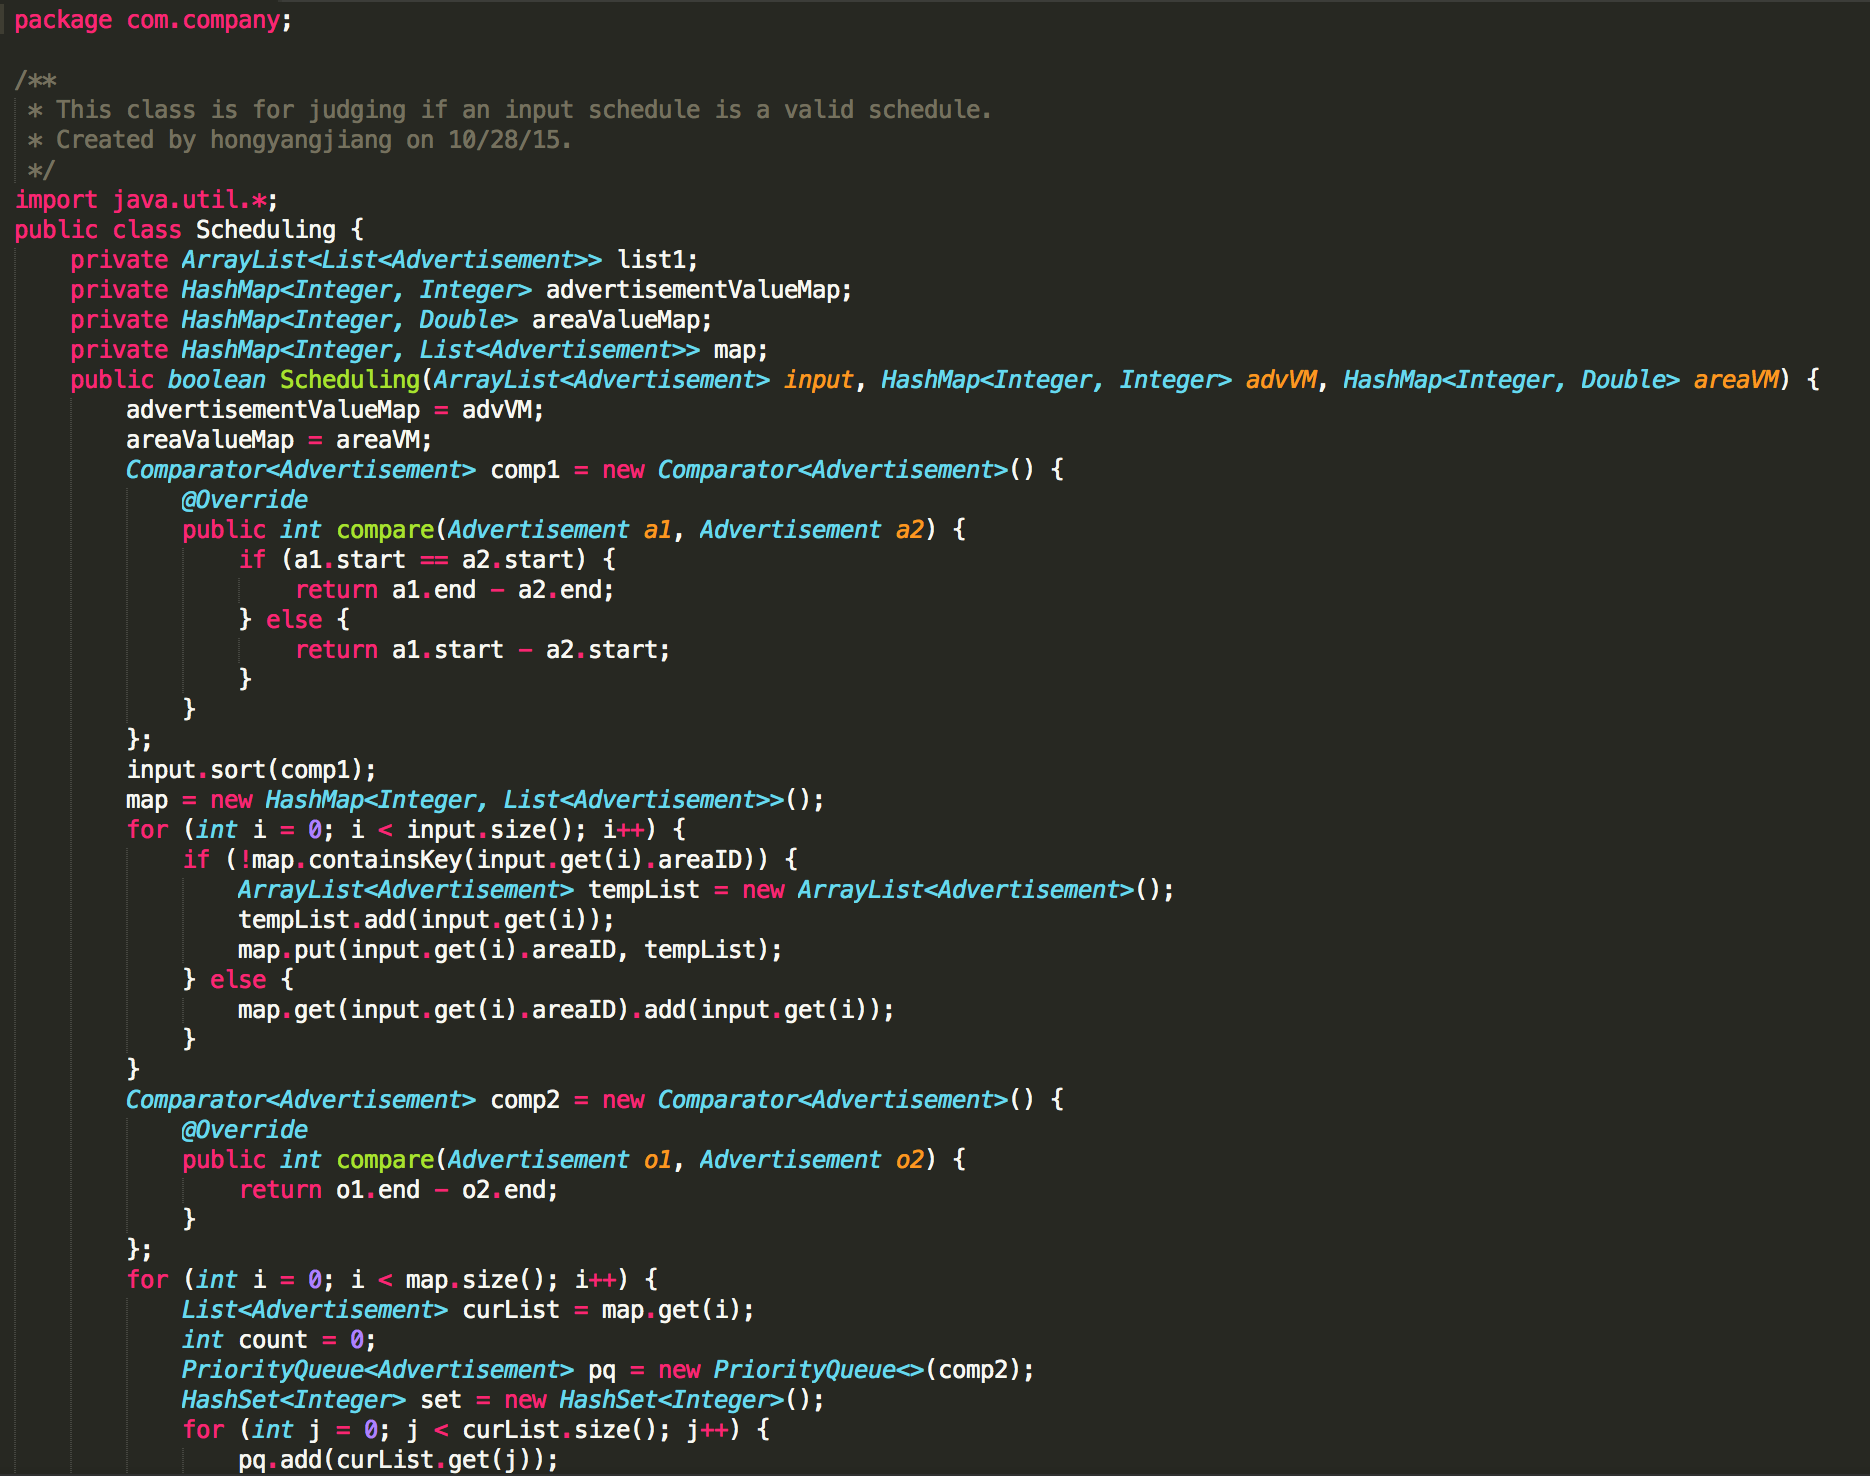 package com.company;

/**
 * This class is for judging if an input schedule is a valid schedule.
 * Created by hongyangjiang on 10/28/15.
 */
import java.util.*;
public class Scheduling {
    private ArrayList<List<Advertisement>> list1;
    private HashMap<Integer, Integer> advertisementValueMap;
    private HashMap<Integer, Double> areaValueMap;
    private HashMap<Integer, List<Advertisement>> map;
    public boolean Scheduling(ArrayList<Advertisement> input, HashMap<Integer, Integer> advVM, HashMap<Integer, Double> areaVM) {
        advertisementValueMap = advVM;
        areaValueMap = areaVM;
        Comparator<Advertisement> comp1 = new Comparator<Advertisement>() {
            @Override
            public int compare(Advertisement a1, Advertisement a2) {
                if (a1.start == a2.start) {
                    return a1.end - a2.end;
                } else {
                    return a1.start - a2.start;
                }
            }
        };
        input.sort(comp1);
        map = new HashMap<Integer, List<Advertisement>>();
        for (int i = 0; i < input.size(); i++) {
            if (!map.containsKey(input.get(i).areaID)) {
                ArrayList<Advertisement> tempList = new ArrayList<Advertisement>();
                tempList.add(input.get(i));
                map.put(input.get(i).areaID, tempList);
            } else {
                map.get(input.get(i).areaID).add(input.get(i));
            }
        }
        Comparator<Advertisement> comp2 = new Comparator<Advertisement>() {
            @Override
            public int compare(Advertisement o1, Advertisement o2) {
                return o1.end - o2.end;
            }
        };
        for (int i = 0; i < map.size(); i++) {
            List<Advertisement> curList = map.get(i);
            int count = 0;
            PriorityQueue<Advertisement> pq = new PriorityQueue<>(comp2);
            HashSet<Integer> set = new HashSet<Integer>();
            for (int j = 0; j < curList.size(); j++) {
                pq.add(curList.get(j));